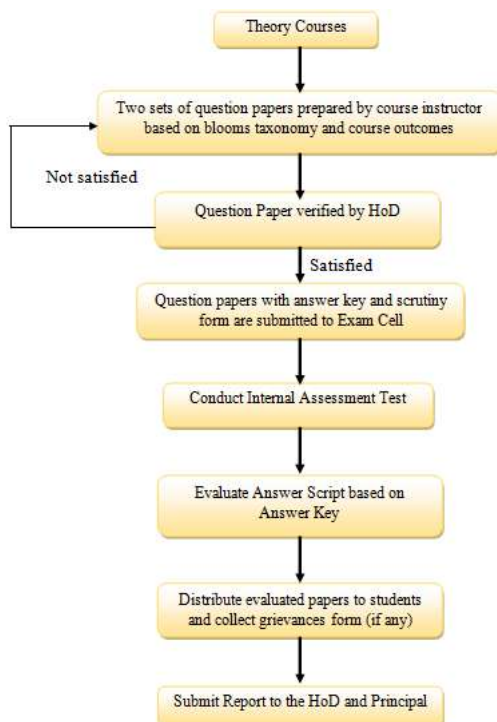 Theory Courses
Two sets of question papers prepared by course instructor
based on blooms taxonomy and course outcomes
Not satisfied
Question Paper verified by HoD
Satisfied
Question papers with answer key and scrutiny
form are submitted to Exam Cell
Conduct Internal Assessment Test
Evaluate Answer Script based on
Answer Key
Distribute evaluated papers to students
and collect grievances form (if any)
Submit Report to the HoD and Principal